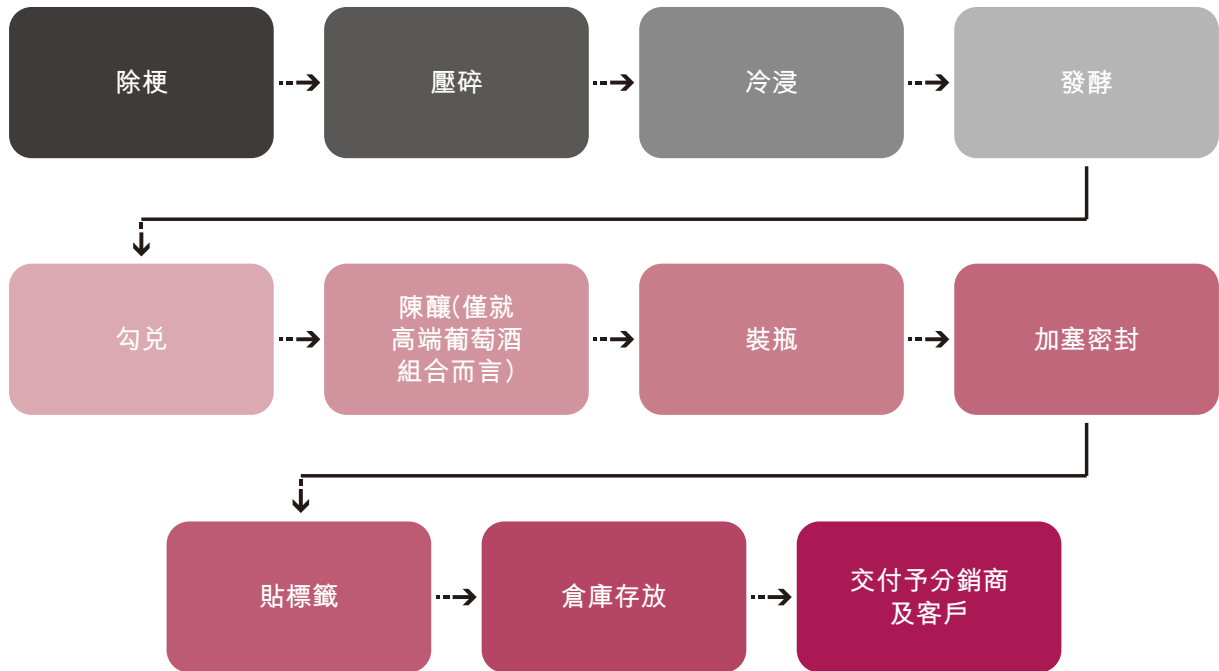 除梗
壓碎
冷浸
發酵
勾兑
陳釀(僅就
高端葡萄酒
組合而言)
裝瓶
加塞密封
貼標籤
倉庫存放
交付予分銷商
及客戶